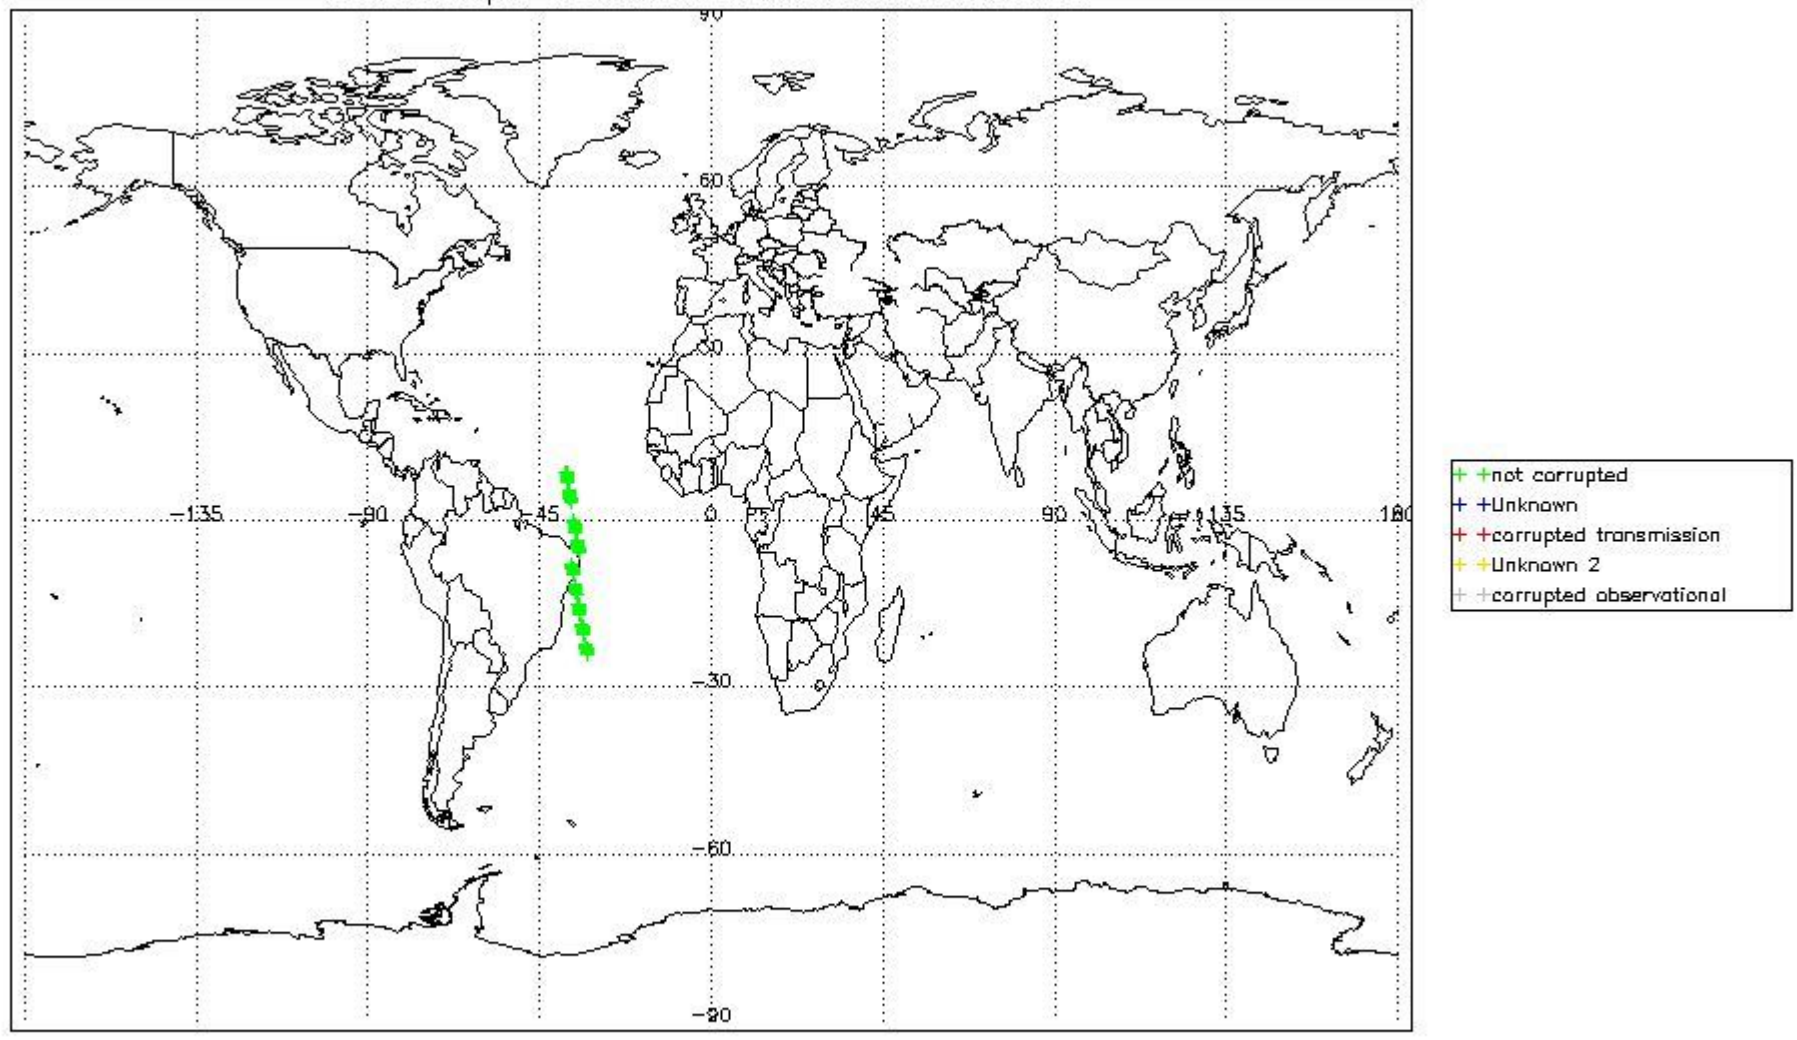 90
60
30
-135 -90 -45 0 45 90 135 180
-30
-60
-90
not corrupted
Unknown
corrupted transmission
Unknown 2
corrupted observational